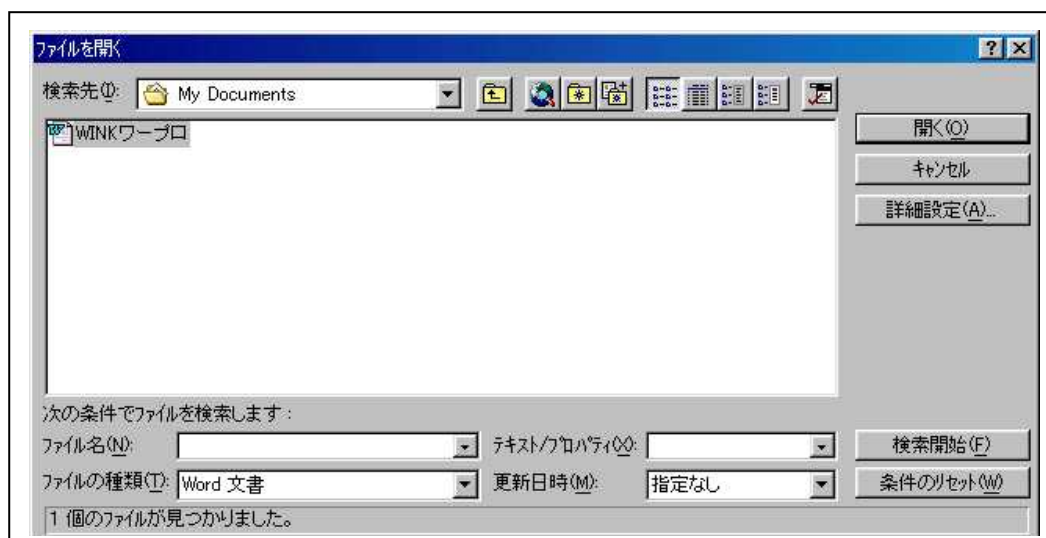 ファイルを開く
検索先(I): My Documents
WINKワープロ
開く(O)
キャンセル
詳細設定(A)...
次の条件でファイルを検索します:
ファイル名(N): テキスト/プロパティ(X): 検索開始(F)
ファイルの種類(T): Word 文書 更新日時(M): 指定なし 条件のリセット(W)
1 個のファイルが見つかりました。